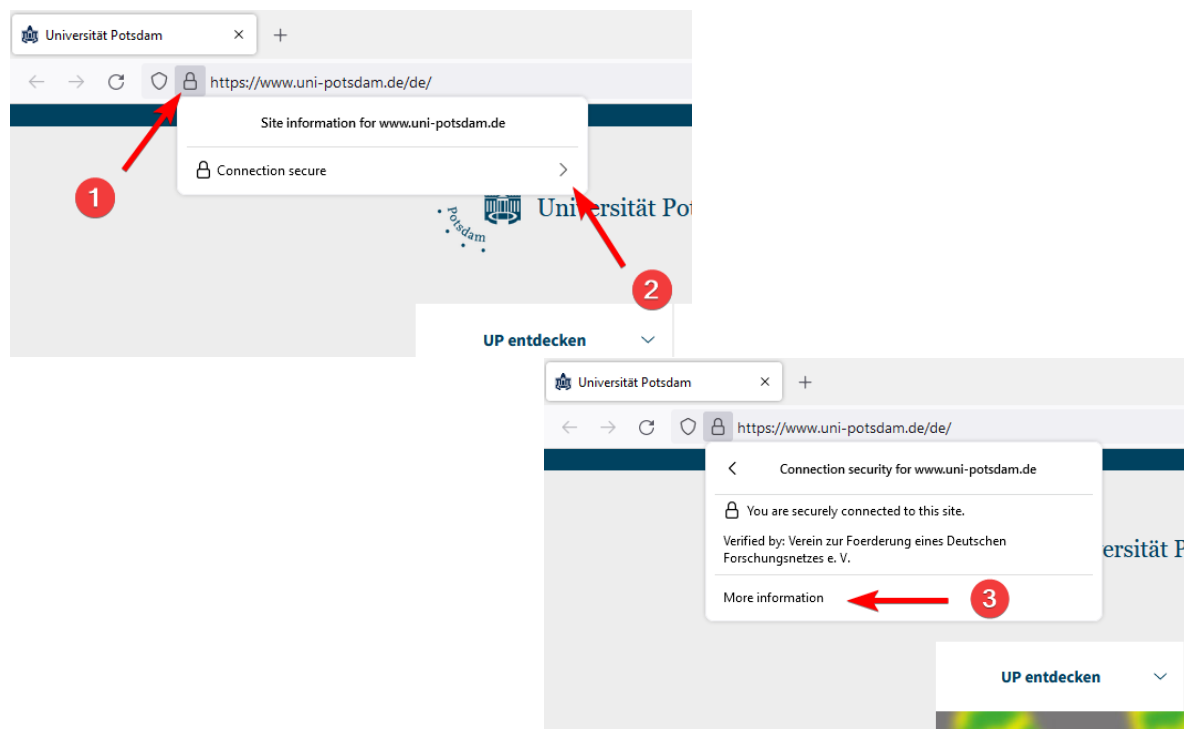 Universität Potsdam
https://www.uni-potsdam.de/de/
Site information for www.uni-potsdam.de
Connection secure
1
2
Potsdam
Universität Pot
UP entdecken
Universität Potsdam
https://www.uni-potsdam.de/de/
Connection security for www.uni-potsdam.de
You are securely connected to this site.
Verified by: Verein zur Foerderung eines Deutschen
Forschungsnetzes e. V.
More information
3
ersität P
UP entdecken